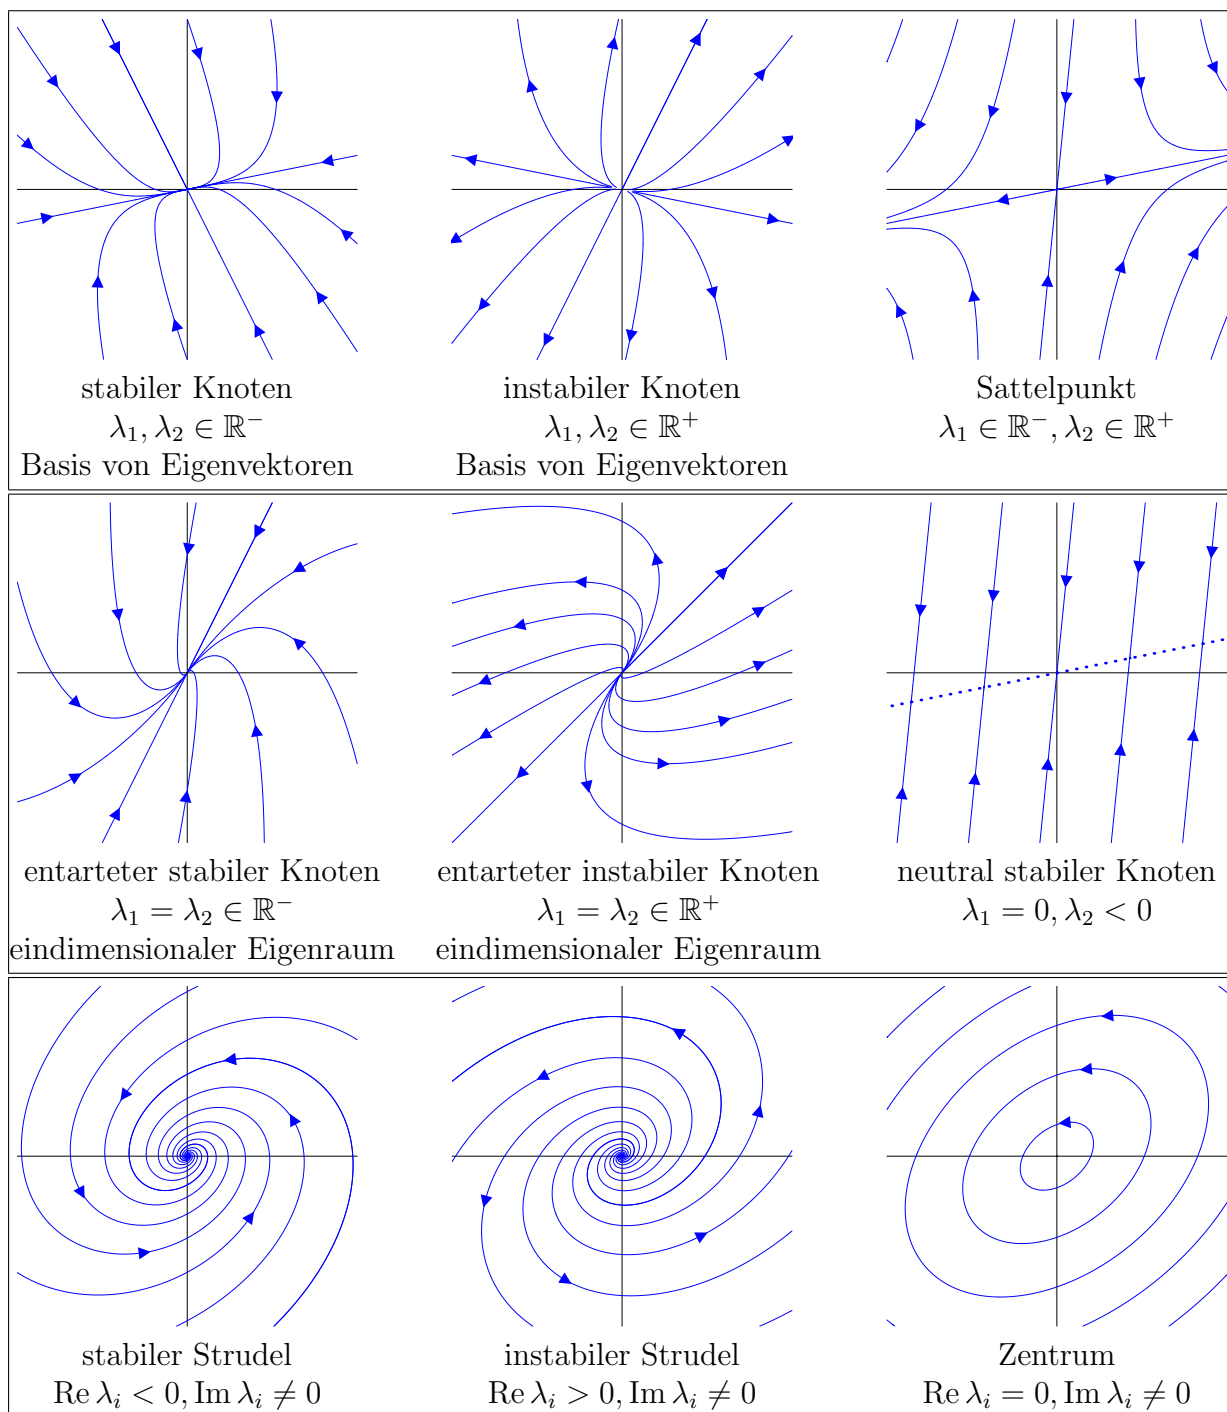 stabiler Knoten
λ₁, λ₂ ∈ ℝ⁻
Basis von Eigenvektoren
instabiler Knoten
λ₁, λ₂ ∈ ℝ⁺
Basis von Eigenvektoren
Sattelpunkt
λ₁ ∈ ℝ⁻, λ₂ ∈ ℝ⁺
entarteter stabiler Knoten
λ₁ = λ₂ ∈ ℝ⁻
eindimensionaler Eigenraum
entarteter instabiler Knoten
λ₁ = λ₂ ∈ ℝ⁺
eindimensionaler Eigenraum
neutral stabiler Knoten
λ₁ = 0, λ₂ < 0
stabiler Strudel
Re λᵢ < 0, Im λᵢ ≠ 0
instabiler Strudel
Re λᵢ > 0, Im λᵢ ≠ 0
Zentrum
Re λᵢ = 0, Im λᵢ ≠ 0